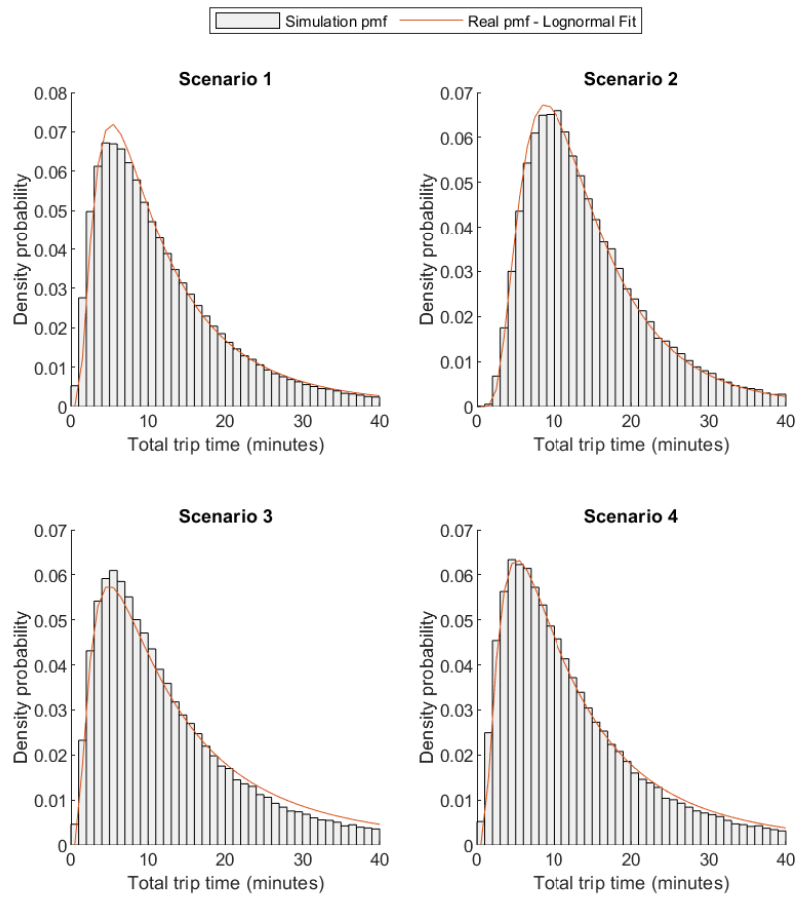 Simulation pmf Real pmf - Lognormal Fit
Scenario 1
0.08
0.07
0.06
0.05
0.04
0.03
0.02
0.01
0
Density probability
0 10 20 30 40
Total trip time (minutes)
Scenario 2
0.07
0.06
0.05
0.04
0.03
0.02
0.01
0
Density probability
0 10 20 30 40
Total trip time (minutes)
Scenario 3
0.07
0.06
0.05
0.04
0.03
0.02
0.01
0
Density probability
0 10 20 30 40
Total trip time (minutes)
Scenario 4
0.07
0.06
0.05
0.04
0.03
0.02
0.01
0
Density probability
0 10 20 30 40
Total trip time (minutes)